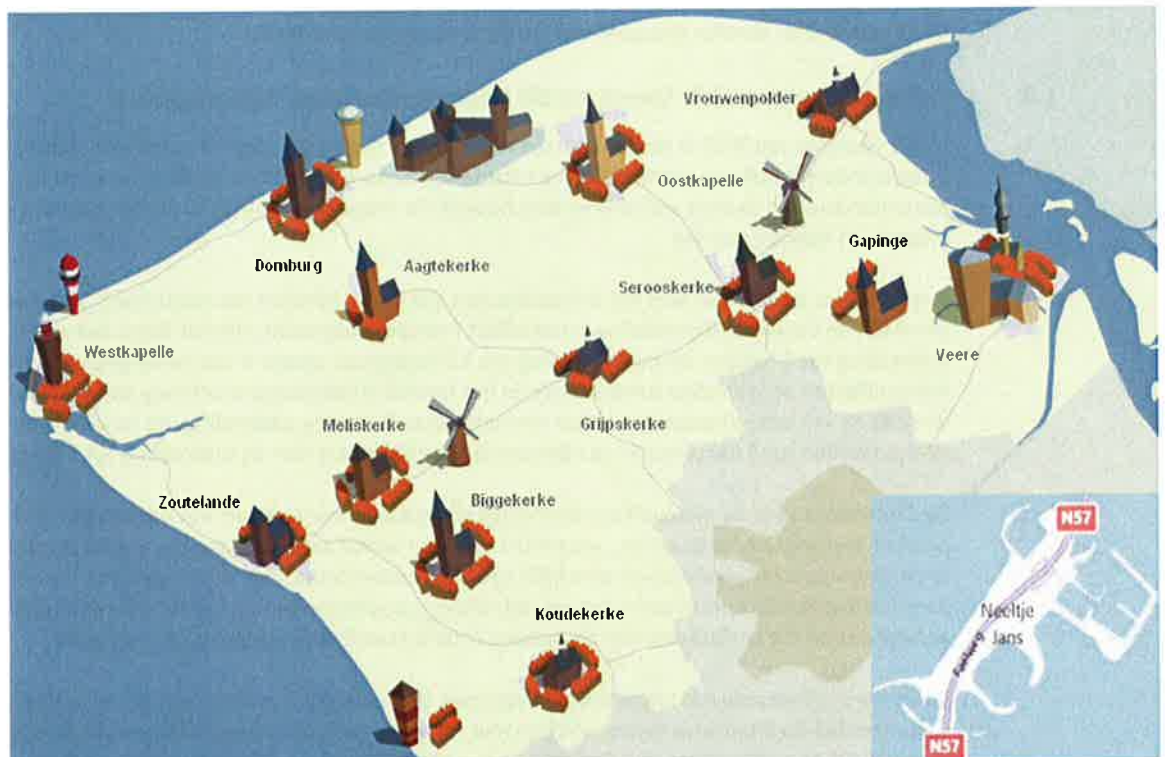 Vrouwenpolder
Oostkapelle
Gapinge
Domburg
Aagtekerke
Serooskerke
Westkapelle
Veere
Meliskerke
Grijpskerke
Zoutelande
Biggekerke
Koudekerke
N57
Neeltje
Jans
N57